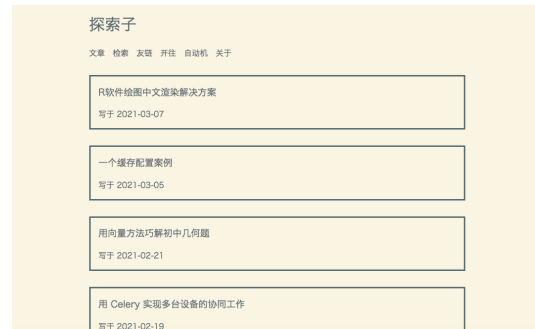 探索子
文章 检索 友链 开往 自动机 关于
R软件绘图中文渲染解决方案
写于 2021-03-07
一个缓存配置案例
写于 2021-03-05
用向量方法巧解初中几何题
写于 2021-02-21
用 Celery 实现多台设备的协同工作
写于 2021-02-19